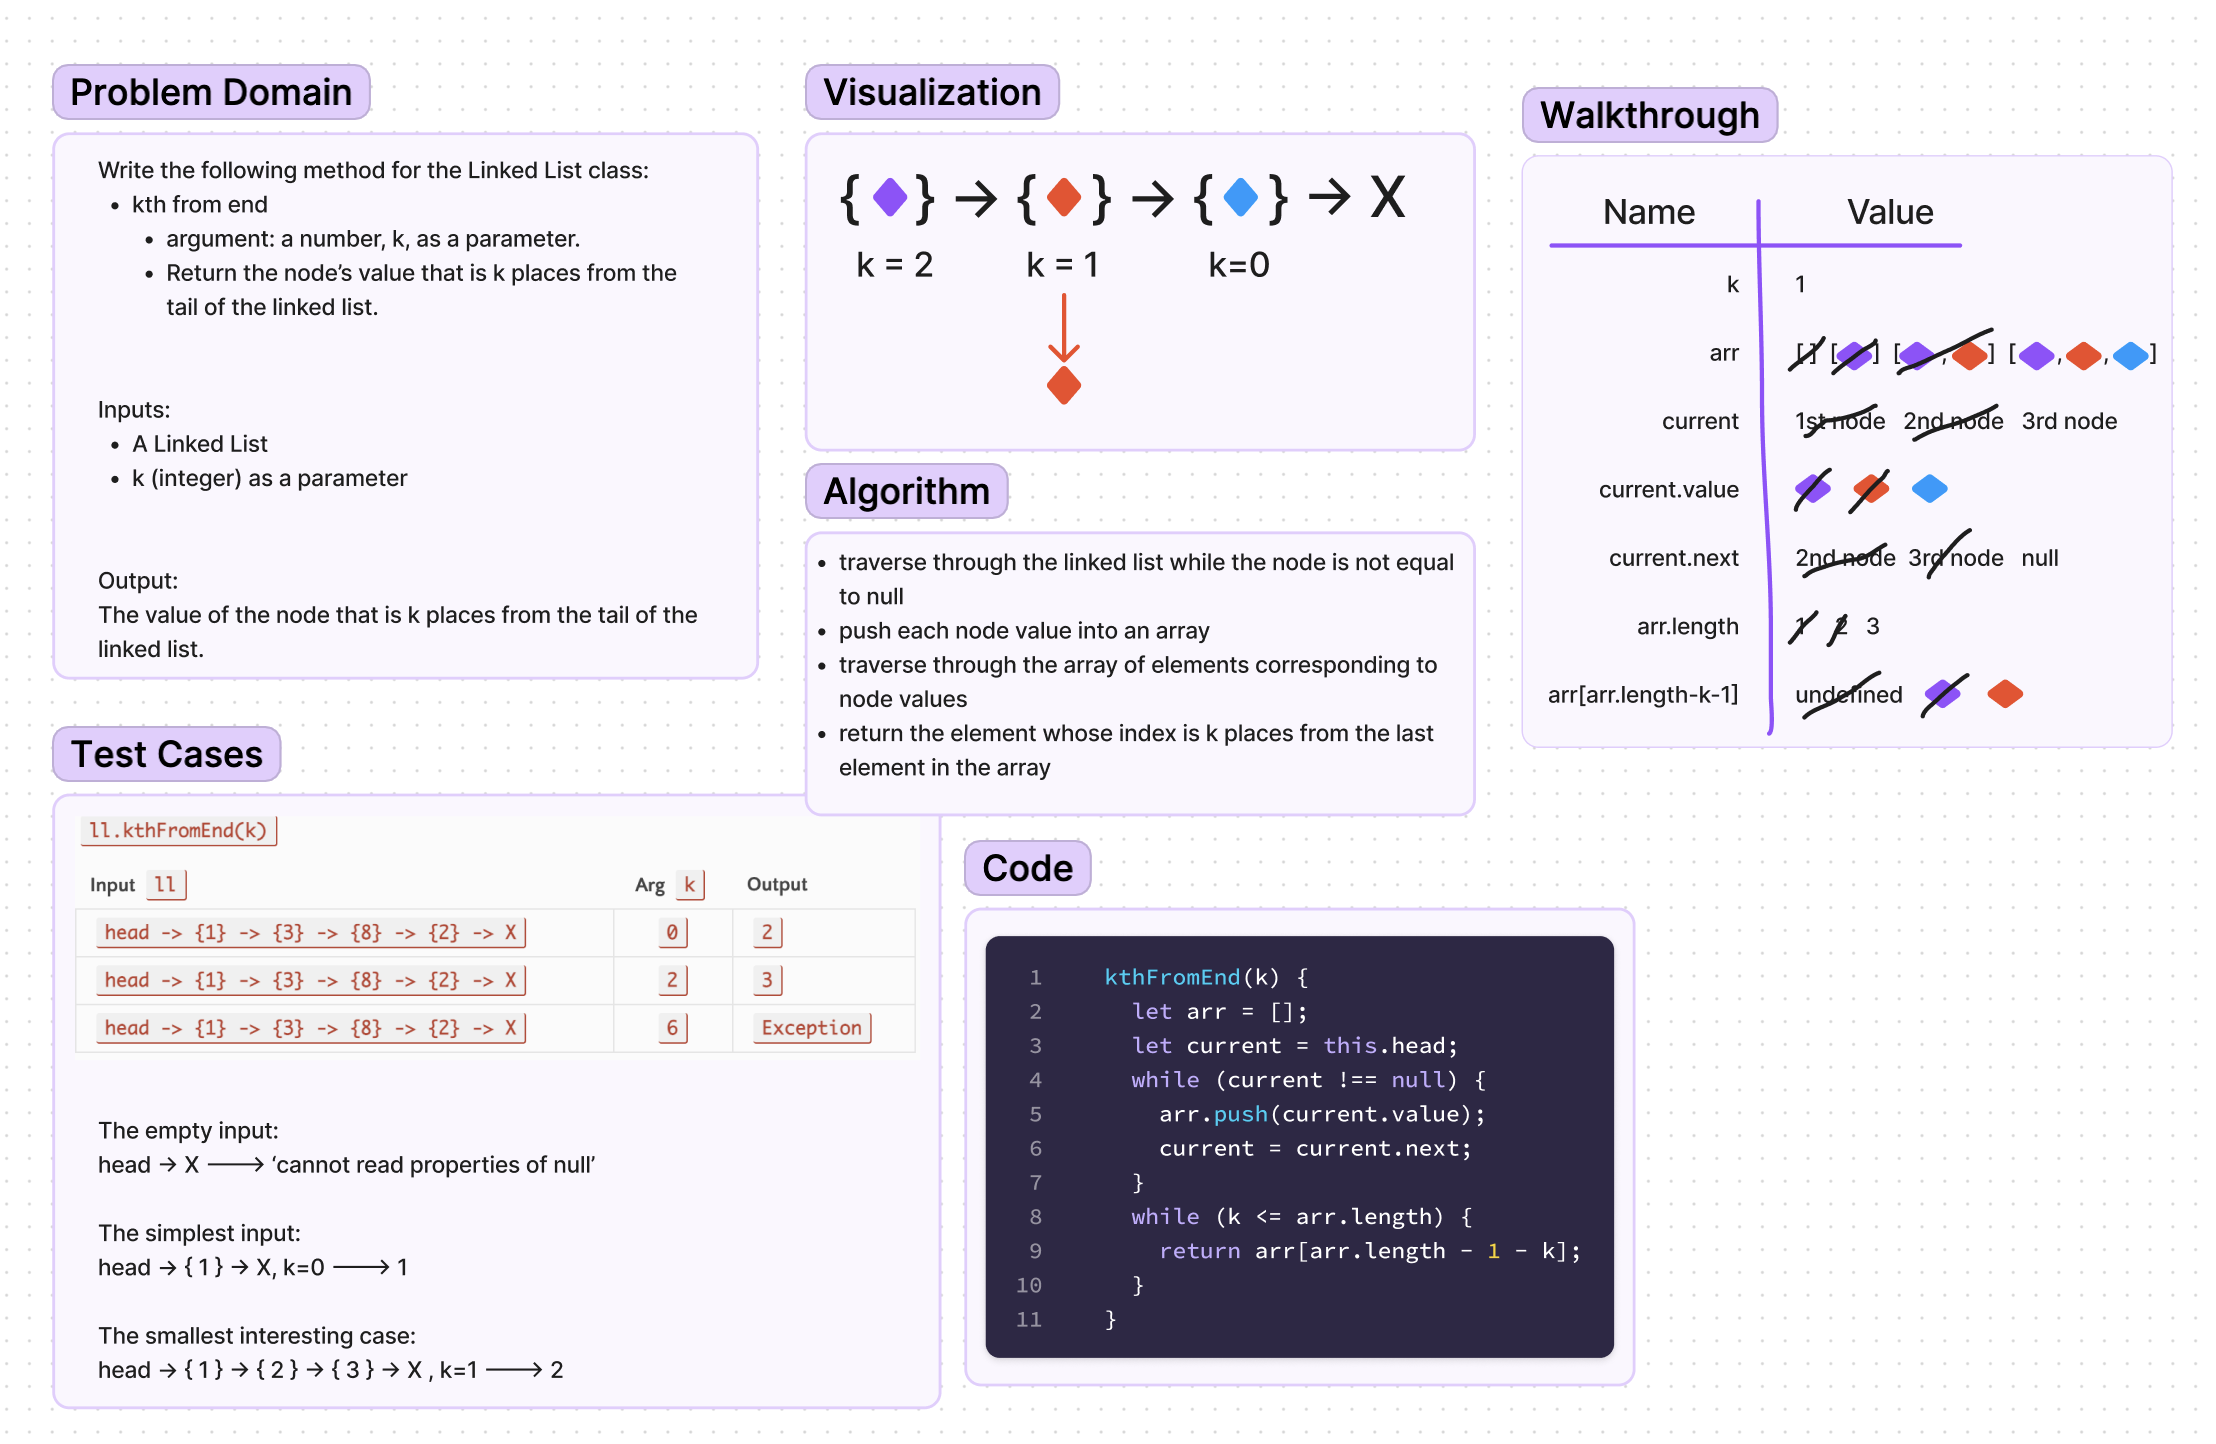 Problem Domain
Write the following method for the Linked List class:
• kth from end
• argument: a number, k, as a parameter.
• Return the node's value that is k places from the
tail of the linked list.
Inputs:
• A Linked List
• k (integer) as a parameter
Output:
The value of the node that is k places from the tail of the
linked list.
Test Cases
ll.kthFromEnd(k)
Input ll Arg k Output
head -> {1} -> {3} -> {8} -> {2} -> X 0 2
head -> {1} -> {3} -> {8} -> {2} -> X 2 3
head -> {1} -> {3} -> {8} -> {2} -> X 6 Exception
The empty input:
head → X ⟶ ‘cannot read properties of null’
The simplest input:
head → { 1 } → X, k=0 ⟶ 1
The smallest interesting case:
head → { 1 } → { 2 } → { 3 } → X , k=1 ⟶ 2
Visualization
{ } → { } → { } → X
k = 2 k = 1 k=0
Algorithm
• traverse through the linked list while the node is not equal
to null
• push each node value into an array
• traverse through the array of elements corresponding to
node values
• return the element whose index is k places from the last
element in the array
Code
1 kthFromEnd(k) {
2 let arr = [];
3 let current = this.head;
4 while (current !== null) {
5 arr.push(current.value);
6 current = current.next;
7 }
8 while (k <= arr.length) {
9 return arr[arr.length - 1 - k];
10 }
11 }
Walkthrough
Name Value
k 1
arr [ ] [ ] [ , ] [ , , ]
current 1st node 2nd node 3rd node
current.value
current.next 2nd node 3rd node null
arr.length 1 2 3
arr[arr.length-k-1] undefined